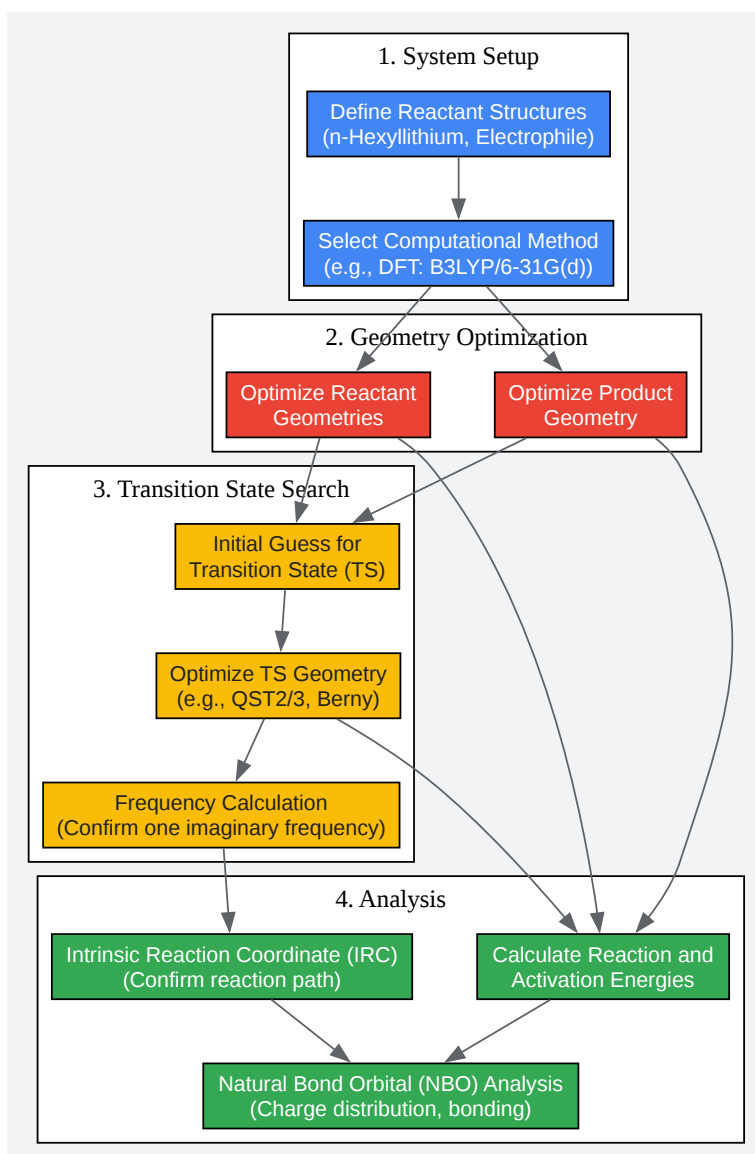 1. System Setup
Define Reactant Structures
(n-Hexyllithium, Electrophile)
Select Computational Method
(e.g., DFT: B3LYP/6-31G(d))
2. Geometry Optimization
Optimize Reactant
Geometries
Optimize Product
Geometry
3. Transition State Search
Initial Guess for
Transition State (TS)
Optimize TS Geometry
(e.g., QST2/3, Berny)
Frequency Calculation
(Confirm one imaginary frequency)
4. Analysis
Intrinsic Reaction Coordinate (IRC)
(Confirm reaction path)
Calculate Reaction and
Activation Energies
Natural Bond Orbital (NBO) Analysis
(Charge distribution, bonding)